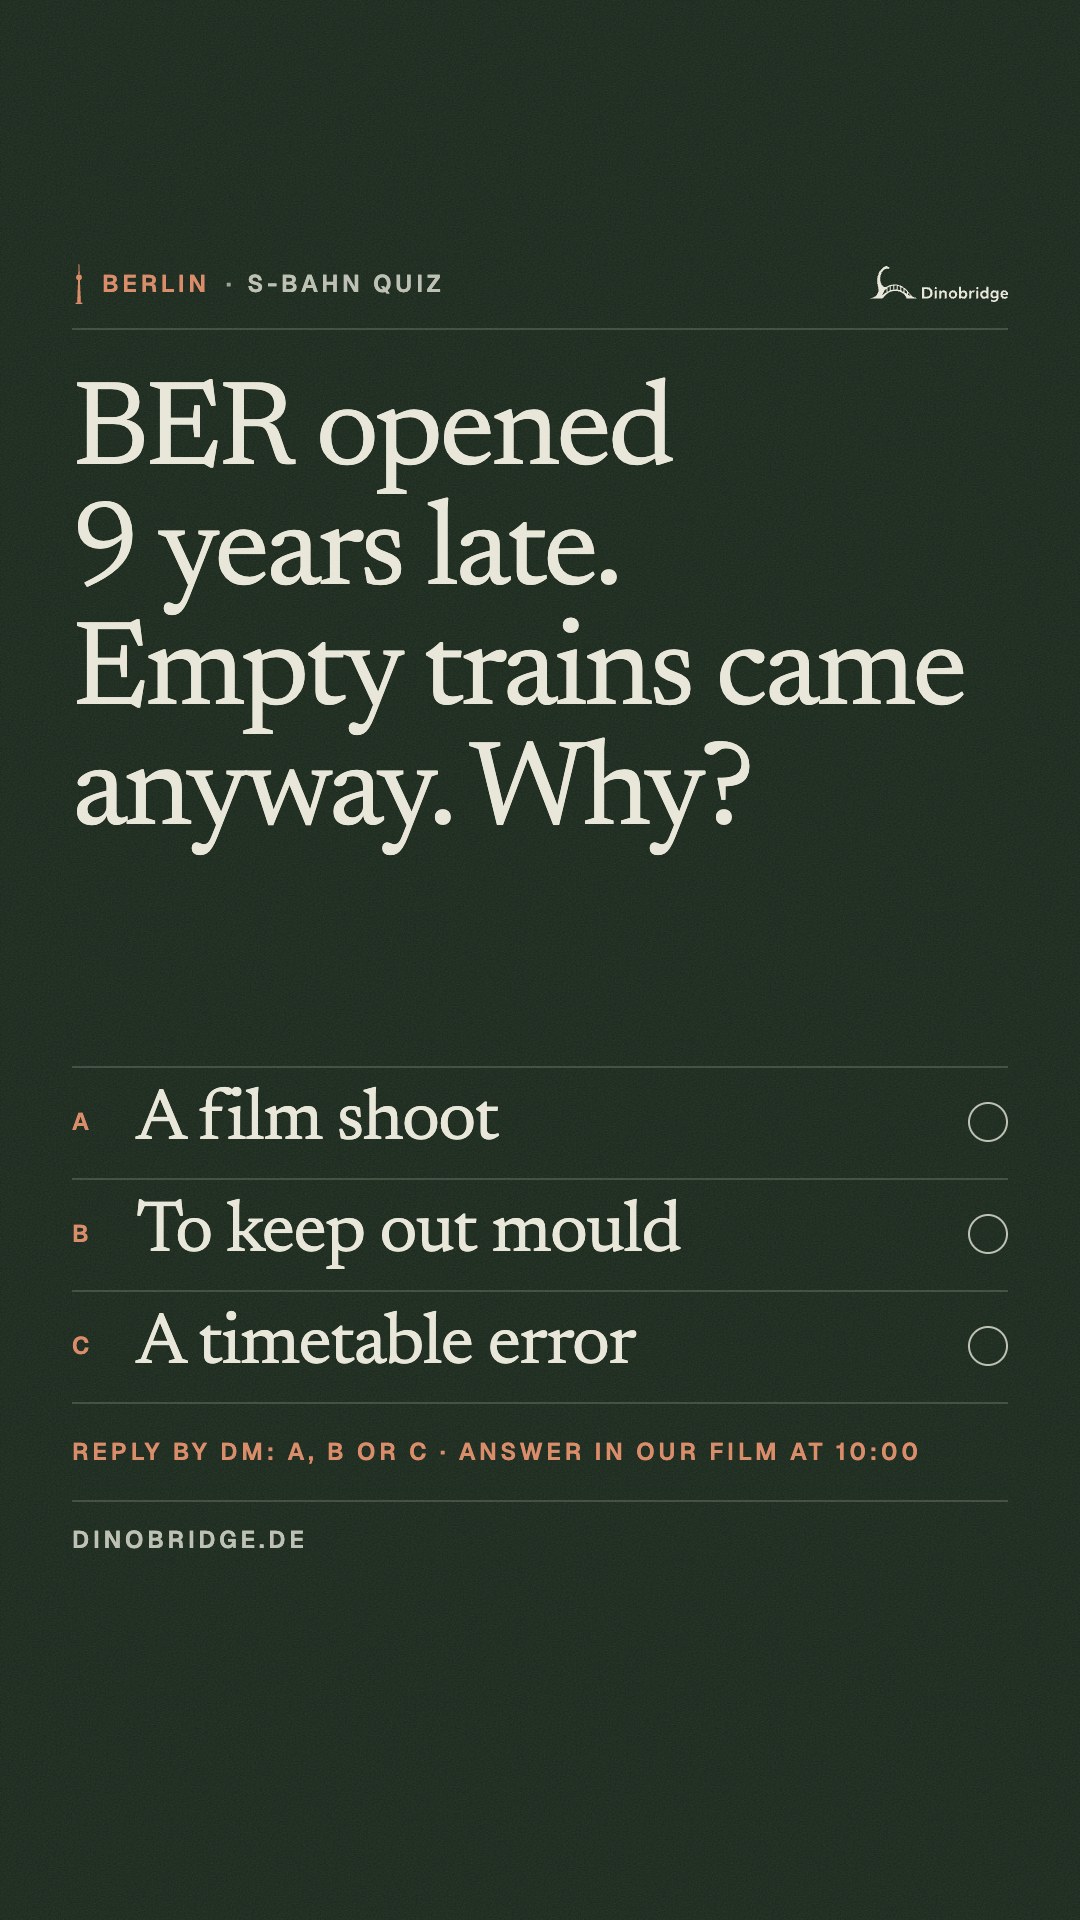 BERLIN · S-BAHN QUIZ
Dinobridge
BER opened
9 years late.
Empty trains came
anyway. Why?
A A film shoot
B To keep out mould
C A timetable error
REPLY BY DM: A, B OR C · ANSWER IN OUR FILM AT 10:00
DINOBRIDGE.DE